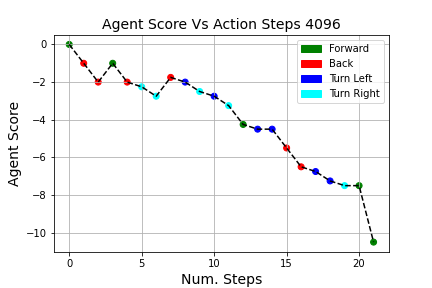 Agent Score Vs Action Steps 4096
Forward
Back
Turn Left
Turn Right
0
−2
−4
−6
−8
−10
Agent Score
0 5 10 15 20
Num. Steps